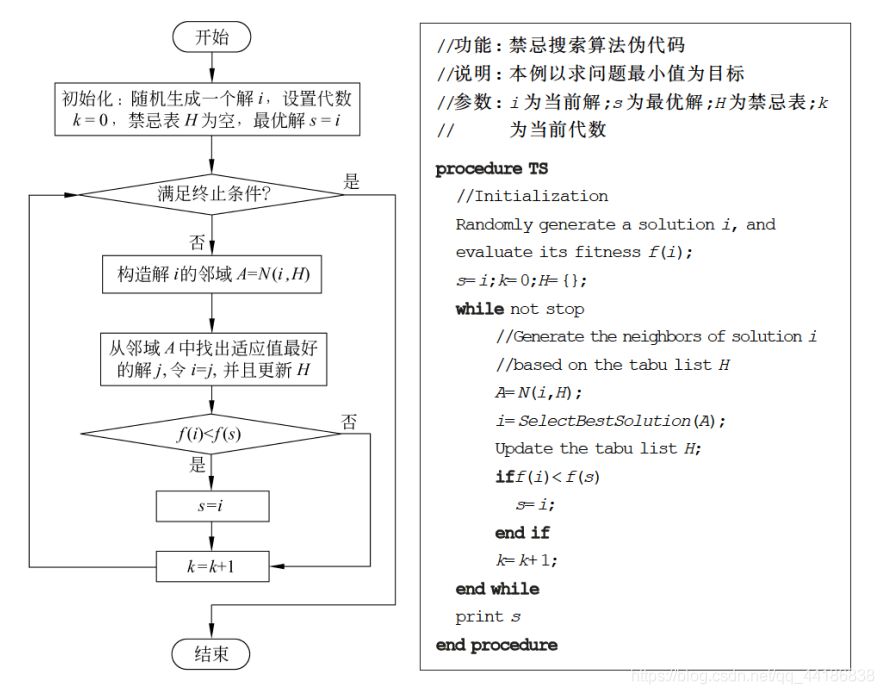 开始
初始化：随机生成一个解 i，设置代数
k = 0，禁忌表 H 为空，最优解 s = i
满足终止条件?
是
否
构造解 i的邻域 A=N(i,H)
从邻域 A 中找出适应值最好
的解 j,令 i=j, 并且更新 H
f(i)<f(s)
否
是
s=i
k=k+1
结束
//功能：禁忌搜索算法伪代码
//说明：本例以求问题最小值为目标
//参数：i 为当前解;s 为最优解;H 为禁忌表;k
// 为当前代数
procedure TS
//Initialization
Randomly generate a solution i, and
evaluate its fitness f(i);
s=i;k=0;H={};
while not stop
//Generate the neighbors of solution i
//based on the tabu list H
A=N(i,H);
i=SelectBestSolution(A);
Update the tabu list H;
if f(i)<f(s)
s=i;
end if
k=k+1;
end while
print s
end procedure
https://blog.csdn.net/qq_44186838